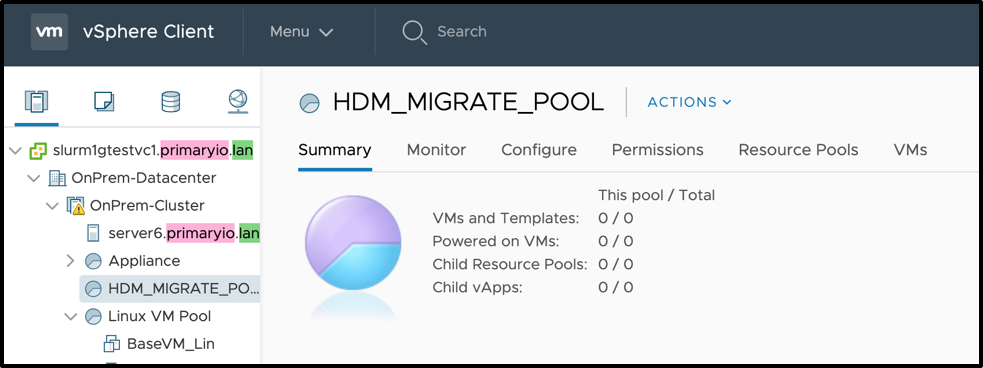 vm vSphere Client Menu Search
HDM_MIGRATE_POOL ACTIONS
Summary Monitor Configure Permissions Resource Pools VMs
slurm1gtestvc1.primaryio.lan
OnPrem-Datacenter
OnPrem-Cluster
server6.primaryio.lan
Appliance
HDM_MIGRATE_PO...
Linux VM Pool
BaseVM_Lin
This pool / Total
VMs and Templates: 0 / 0
Powered on VMs: 0 / 0
Child Resource Pools: 0 / 0
Child vApps: 0 / 0